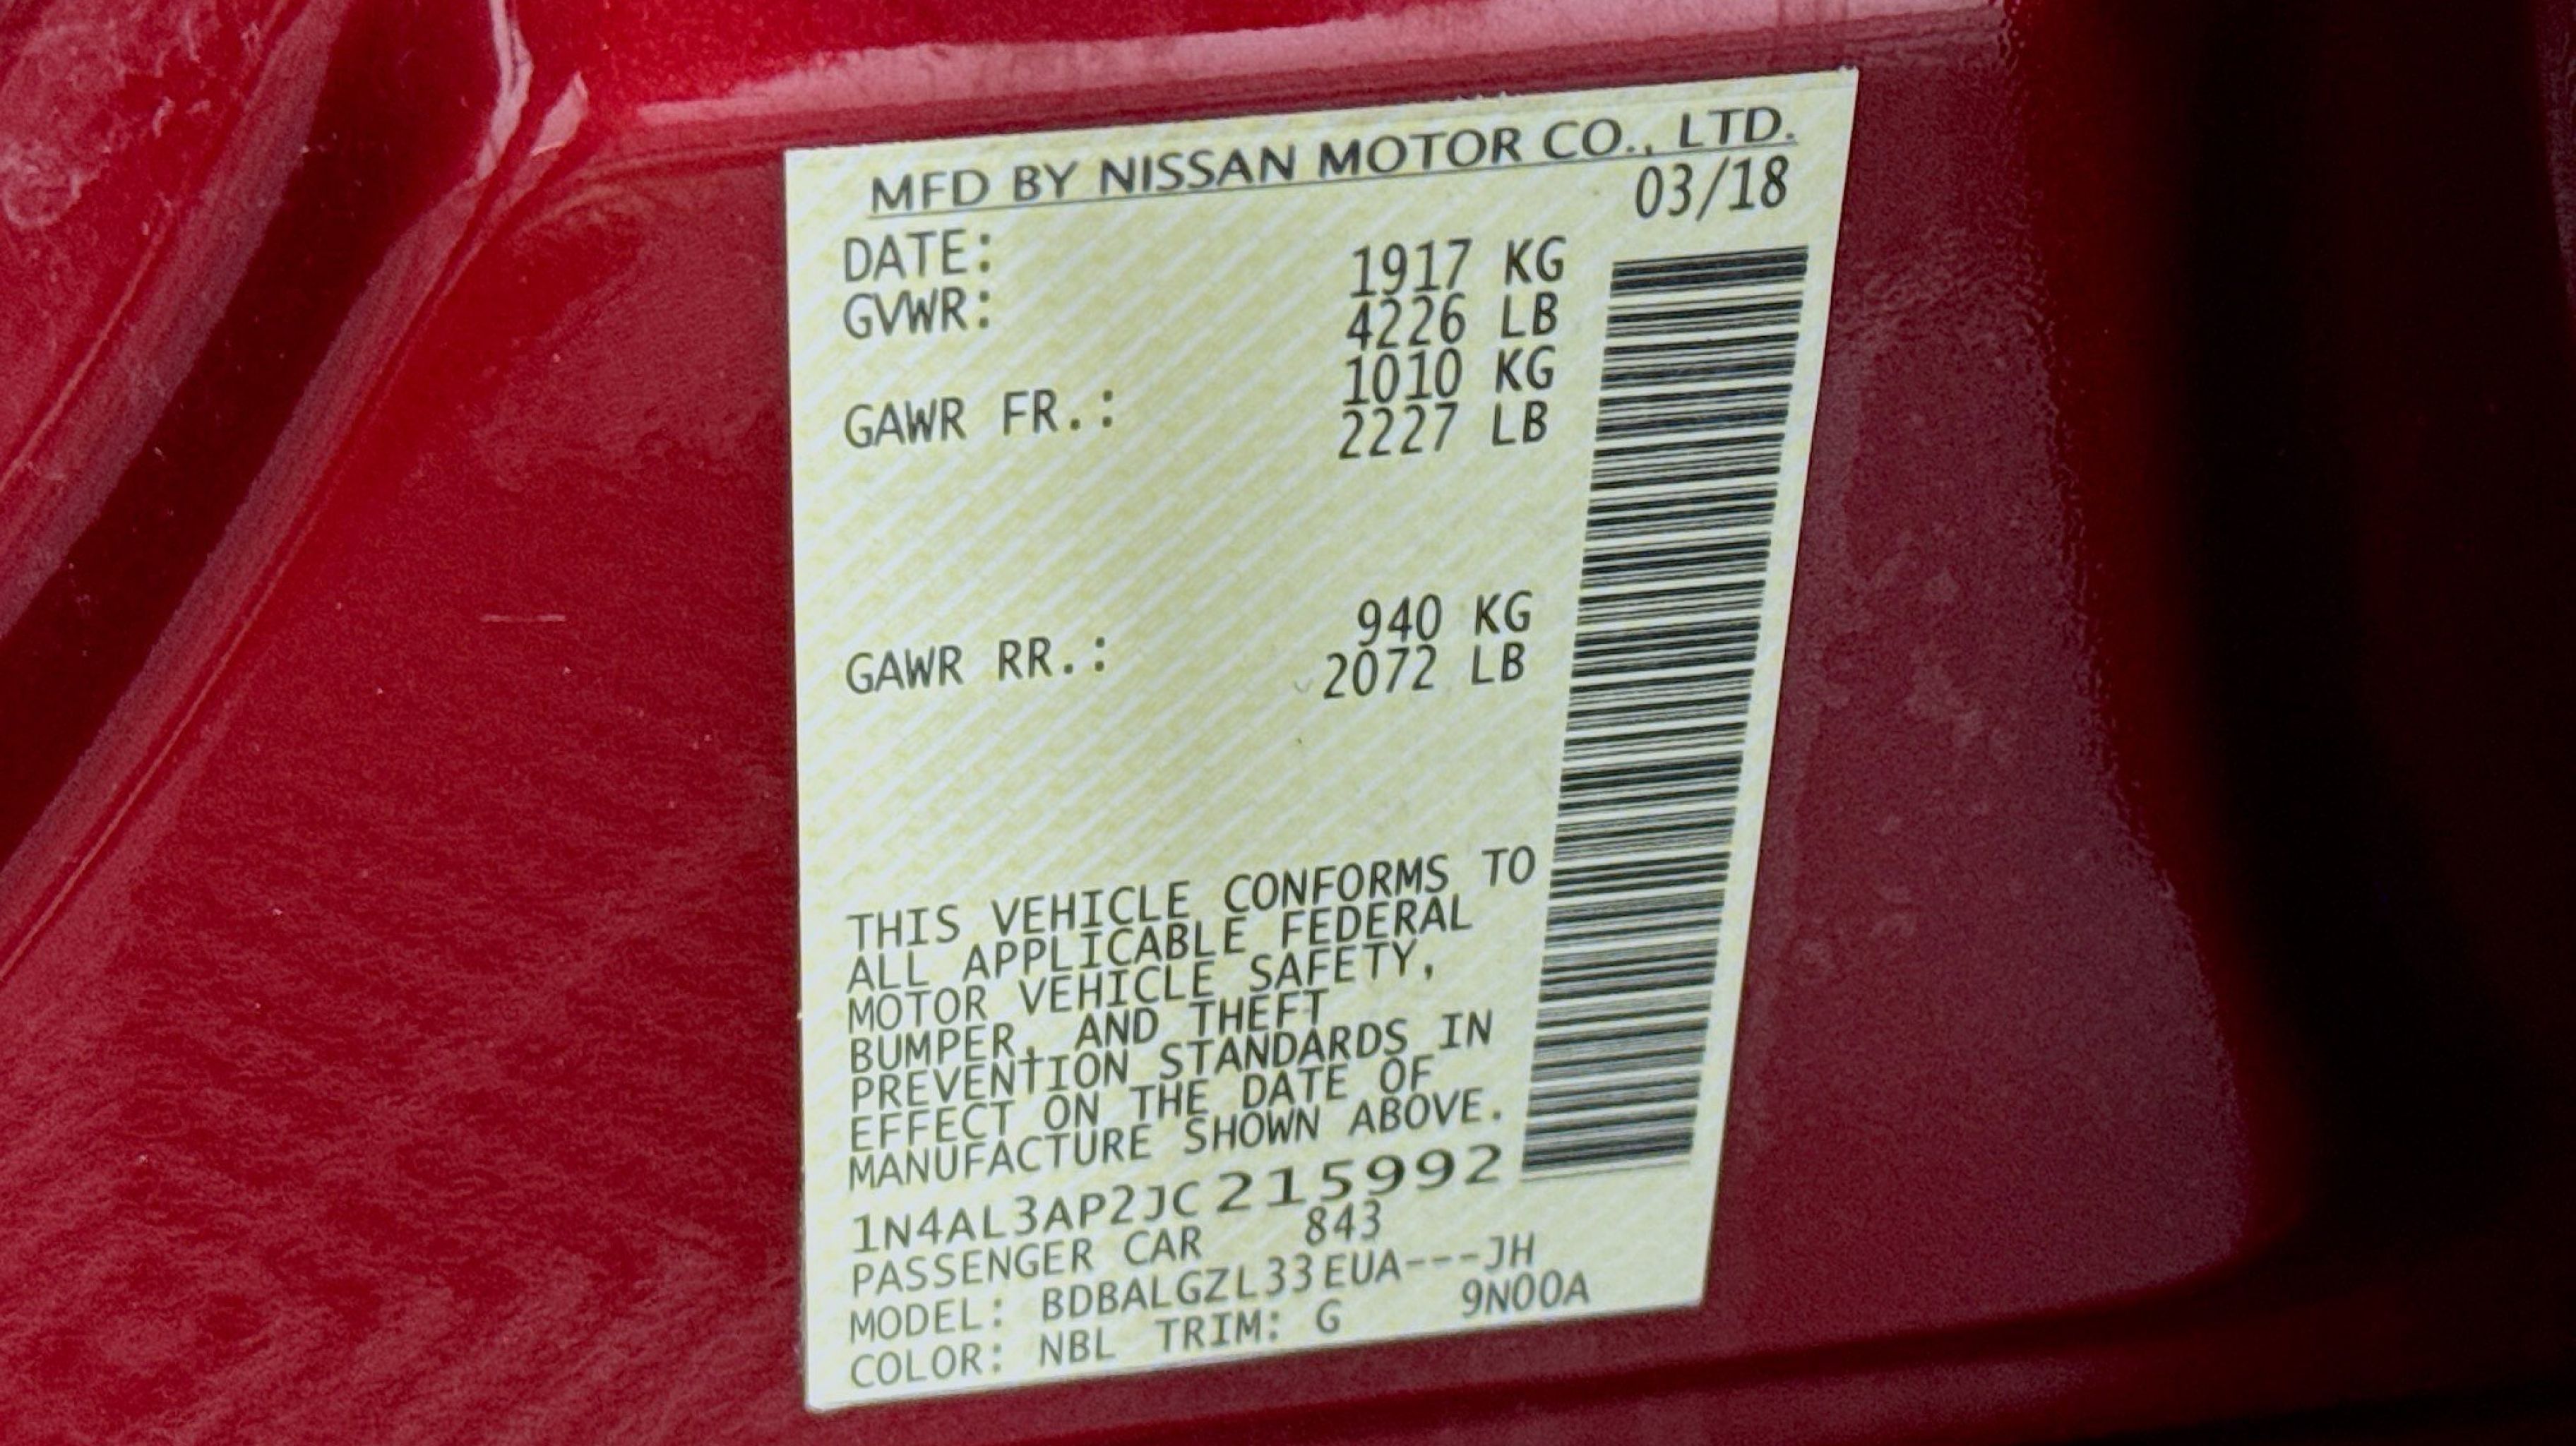 MFD BY NISSAN MOTOR CO., LTD.
DATE: 03/18
GVWR: 1917 KG
4226 LB
GAWR FR.: 1010 KG
2227 LB
GAWR RR.: 940 KG
2072 LB
THIS VEHICLE CONFORMS TO
ALL APPLICABLE FEDERAL
MOTOR VEHICLE SAFETY,
BUMPER, AND THEFT
PREVENTION STANDARDS IN
EFFECT ON THE DATE OF
MANUFACTURE SHOWN ABOVE.
1N4AL3AP2JC215992
PASSENGER CAR 843
MODEL: BDBALGZL33EUA---JH
COLOR: NBL TRIM: G 9N00A